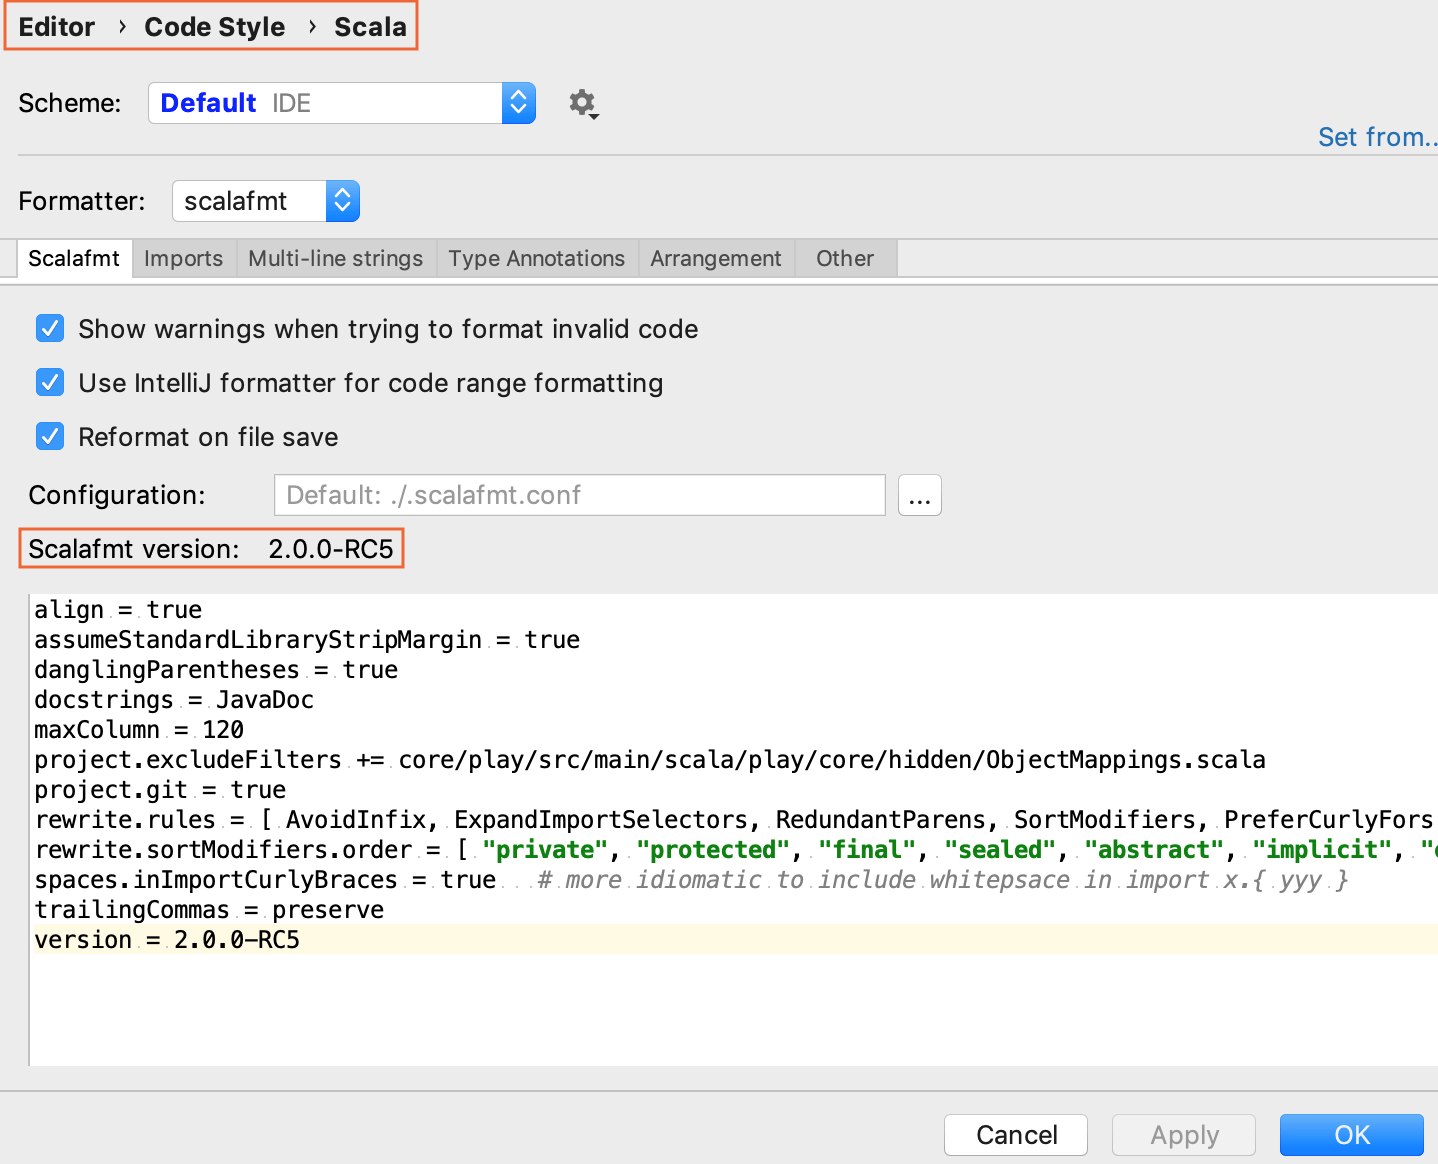 Editor › Code Style › Scala
Scheme: Default IDE
Set from..
Formatter: scalafmt
Scalafmt Imports Multi-line strings Type Annotations Arrangement Other
Show warnings when trying to format invalid code
Use IntelliJ formatter for code range formatting
Reformat on file save
Configuration: Default: ./.scalafmt.conf ...
Scalafmt version: 2.0.0-RC5
align = true
assumeStandardLibraryStripMargin = true
danglingParentheses = true
docstrings = JavaDoc
maxColumn = 120
project.excludeFilters += core/play/src/main/scala/play/core/hidden/ObjectMappings.scala
project.git = true
rewrite.rules = [ AvoidInfix, ExpandImportSelectors, RedundantParens, SortModifiers, PreferCurlyFors
rewrite.sortModifiers.order = [ "private", "protected", "final", "sealed", "abstract", "implicit", "
spaces.inImportCurlyBraces = true # more idiomatic to include whitepsace in import x.{ yyy }
trailingCommas = preserve
version = 2.0.0-RC5
Cancel Apply OK